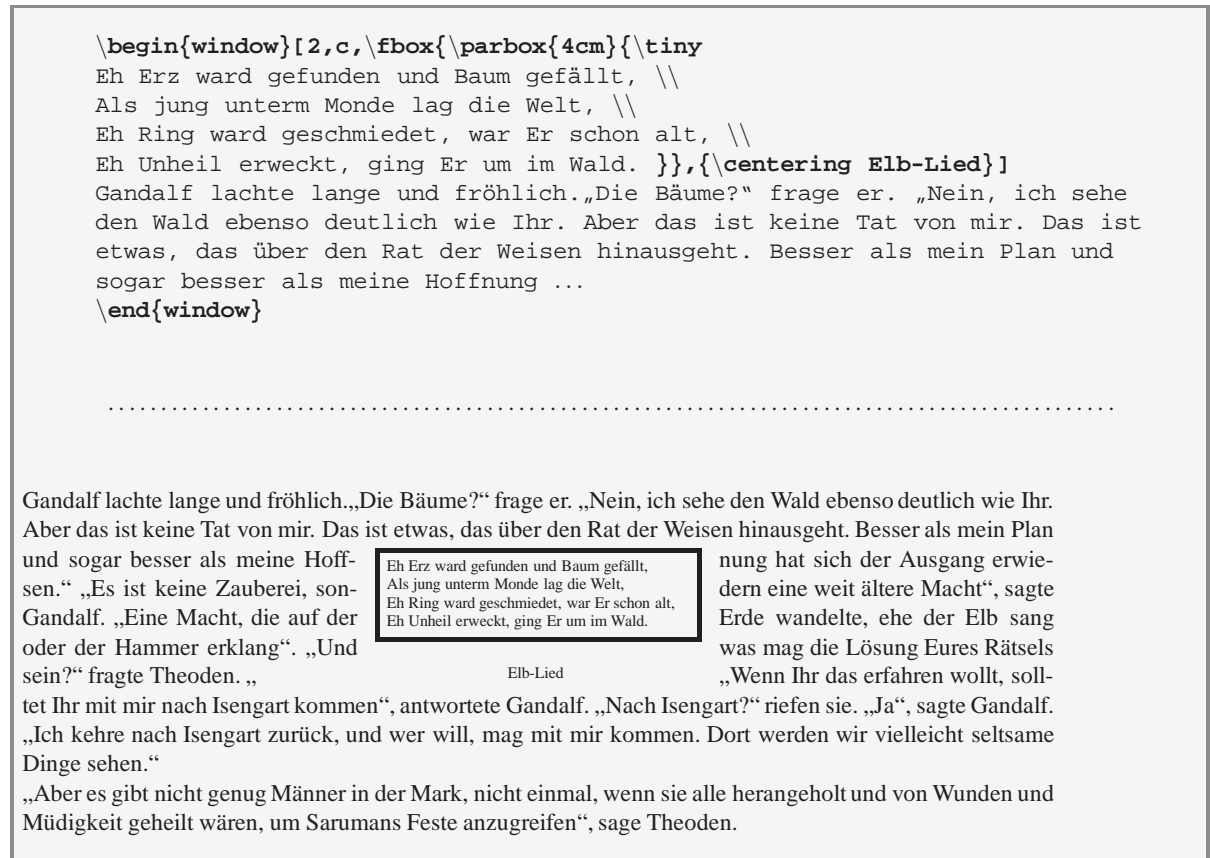 \begin{window}[2,c,\fbox{\parbox{4cm}{\tiny
Eh Erz ward gefunden und Baum gefällt, \\
Als jung unterm Monde lag die Welt, \\
Eh Ring ward geschmiedet, war Er schon alt, \\
Eh Unheil erweckt, ging Er um im Wald. }},{\centering Elb-Lied}]
Gandalf lachte lange und fröhlich.„Die Bäume?“ frage er. „Nein, ich sehe
den Wald ebenso deutlich wie Ihr. Aber das ist keine Tat von mir. Das ist
etwas, das über den Rat der Weisen hinausgeht. Besser als mein Plan und
sogar besser als meine Hoffnung ...
\end{window}
Gandalf lachte lange und fröhlich.„Die Bäume?“ frage er. „Nein, ich sehe den Wald ebenso deutlich wie Ihr.
Aber das ist keine Tat von mir. Das ist etwas, das über den Rat der Weisen hinausgeht. Besser als mein Plan
und sogar besser als meine Hoff- nung hat sich der Ausgang erwie-
sen.“ „Es ist keine Zauberei, son- dern eine weit ältere Macht“, sagte
Gandalf. „Eine Macht, die auf der Erde wandelte, ehe der Elb sang
oder der Hammer erklang“. „Und was mag die Lösung Eures Rätsels
sein?“ fragte Theoden. „ „Wenn Ihr das erfahren wollt, soll-
Eh Erz ward gefunden und Baum gefällt,
Als jung unterm Monde lag die Welt,
Eh Ring ward geschmiedet, war Er schon alt,
Eh Unheil erweckt, ging Er um im Wald.
Elb-Lied
tet Ihr mit mir nach Isengart kommen“, antwortete Gandalf. „Nach Isengart?“ riefen sie. „Ja“, sagte Gandalf.
„Ich kehre nach Isengart zurück, und wer will, mag mit mir kommen. Dort werden wir vielleicht seltsame
Dinge sehen.“
„Aber es gibt nicht genug Männer in der Mark, nicht einmal, wenn sie alle herangeholt und von Wunden und
Müdigkeit geheilt wären, um Sarumans Feste anzugreifen“, sage Theoden.